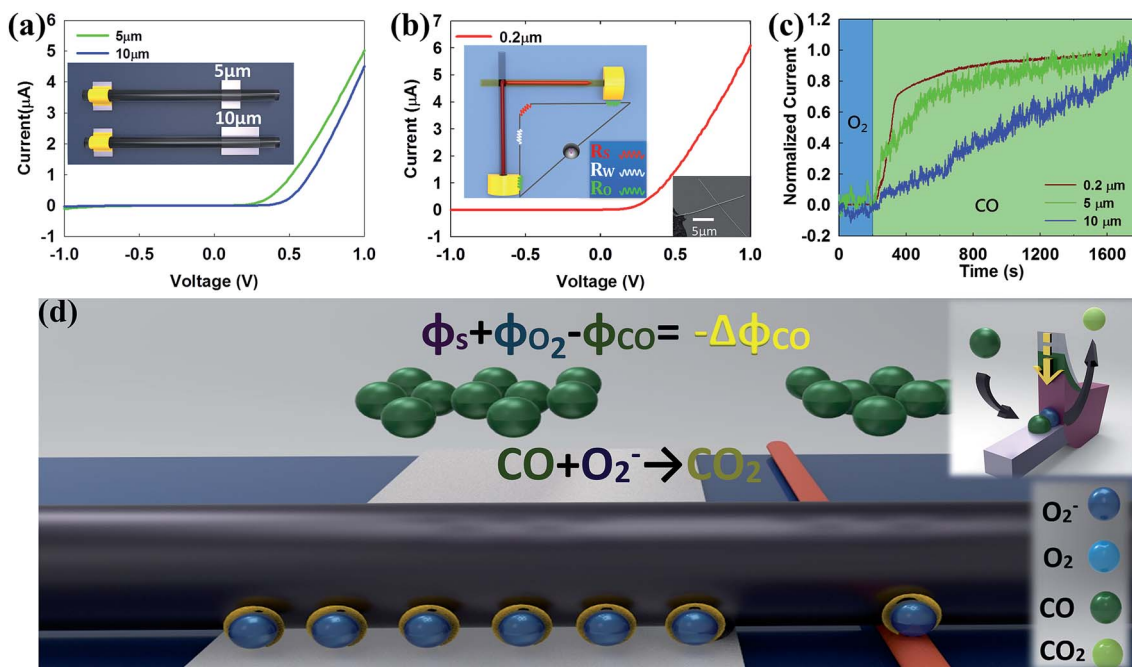 (a)
5μm
10μm
5μm
10μm
Current(μA)
6
5
4
3
2
1
0
-1
-1.0
-0.5
0.0
0.5
1.0
Voltage (V)
(b)
0.2μm
RS
RW
RO
5μm
Current (μA)
7
6
5
4
3
2
1
0
-1
-1.0
-0.5
0.0
0.5
1.0
Voltage (V)
(c)
O2
CO
0.2 μm
5 μm
10 μm
Normalized Current
1.2
1.0
0.8
0.6
0.4
0.2
0.0
-0.2
400
800
1200
1600
Time (s)
(d)
ϕS+ϕO2-ϕCO= -ΔϕCO
CO+O2-→CO2
O2-
O2
CO
CO2